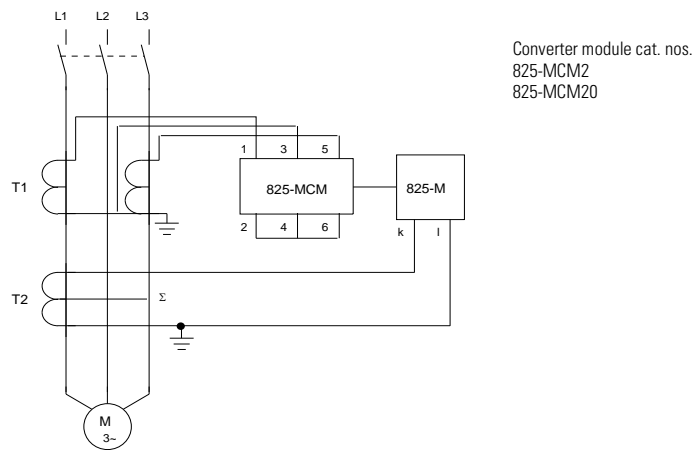 L1 L2 L3
Converter module cat. nos.
825-MCM2
825-MCM20
1 3 5
T1
825-MCM
825-M
2 4 6
k l
T2
Σ
M
3~